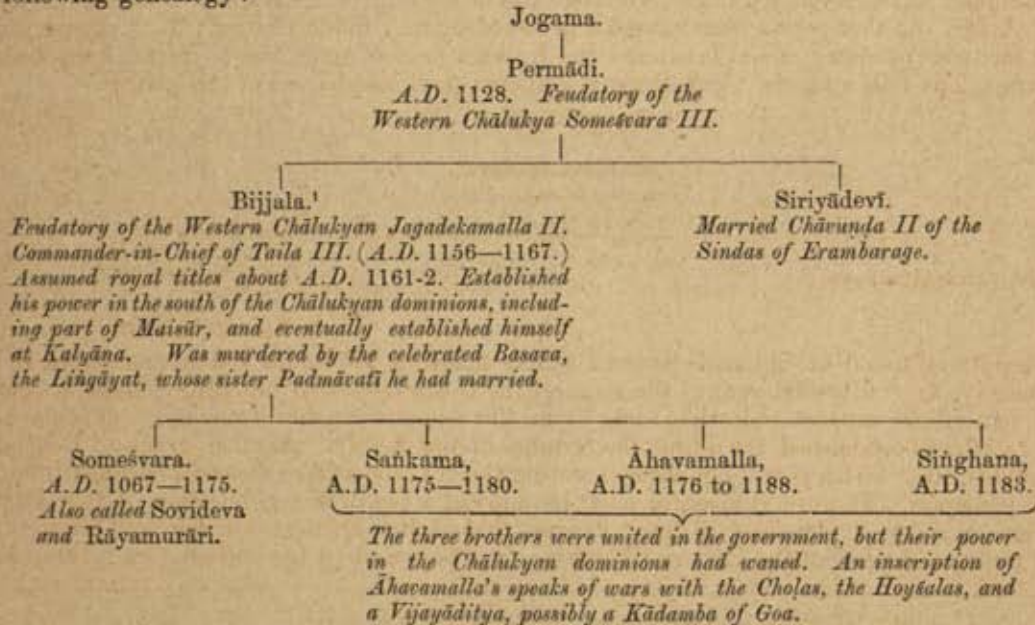 following genealogy :
Jogama.
Permādi.
A.D. 1128. Feudatory of the
Western Chālukya Someśvara III.
Bijjala.¹
Feudatory of the Western Chālukyan Jagadekamalla II.
Commander-in-Chief of Taila III. (A.D. 1156—1167.)
Assumed royal titles about A.D. 1161-2. Established
his power in the south of the Chālukyan dominions, includ-
ing part of Maisūr, and eventually established himself
at Kalyāṇa. Was murdered by the celebrated Basava,
the Liṅgāyat, whose sister Padmāvatī he had married.
Siriyādevī.
Married Chāvuṇḍa II of the
Sindas of Erambarage.
Someśvara.
A.D. 1067—1175.
Also called Sovideva
and Rāyamurāri.
Saṅkama,
A.D. 1175—1180.
Āhavamalla,
A.D. 1176 to 1188.
Siṅghana,
A.D. 1183.
The three brothers were united in the government, but their power
in the Chālukyan dominions had waned. An inscription of
Āhavamalla's speaks of wars with the Cholas, the Hoyśalas, and
a Vijayāditya, possibly a Kādamba of Goa.